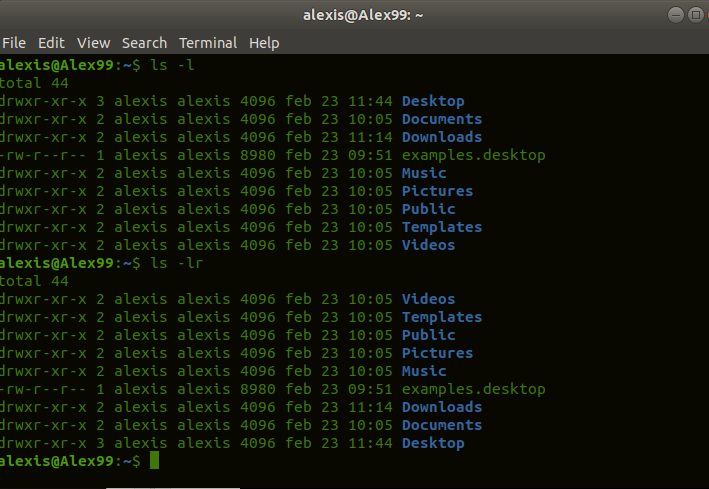 alexis@Alex99: ~
File Edit View Search Terminal Help
alexis@Alex99:~$ ls -l
total 44
drwxr-xr-x 3 alexis alexis 4096 feb 23 11:44 Desktop
drwxr-xr-x 2 alexis alexis 4096 feb 23 10:05 Documents
drwxr-xr-x 2 alexis alexis 4096 feb 23 11:14 Downloads
-rw-r--r-- 1 alexis alexis 8980 feb 23 09:51 examples.desktop
drwxr-xr-x 2 alexis alexis 4096 feb 23 10:05 Music
drwxr-xr-x 2 alexis alexis 4096 feb 23 10:05 Pictures
drwxr-xr-x 2 alexis alexis 4096 feb 23 10:05 Public
drwxr-xr-x 2 alexis alexis 4096 feb 23 10:05 Templates
drwxr-xr-x 2 alexis alexis 4096 feb 23 10:05 Videos
alexis@Alex99:~$ ls -lr
total 44
drwxr-xr-x 2 alexis alexis 4096 feb 23 10:05 Videos
drwxr-xr-x 2 alexis alexis 4096 feb 23 10:05 Templates
drwxr-xr-x 2 alexis alexis 4096 feb 23 10:05 Public
drwxr-xr-x 2 alexis alexis 4096 feb 23 10:05 Pictures
drwxr-xr-x 2 alexis alexis 4096 feb 23 10:05 Music
-rw-r--r-- 1 alexis alexis 8980 feb 23 09:51 examples.desktop
drwxr-xr-x 2 alexis alexis 4096 feb 23 11:14 Downloads
drwxr-xr-x 2 alexis alexis 4096 feb 23 10:05 Documents
drwxr-xr-x 3 alexis alexis 4096 feb 23 11:44 Desktop
alexis@Alex99:~$